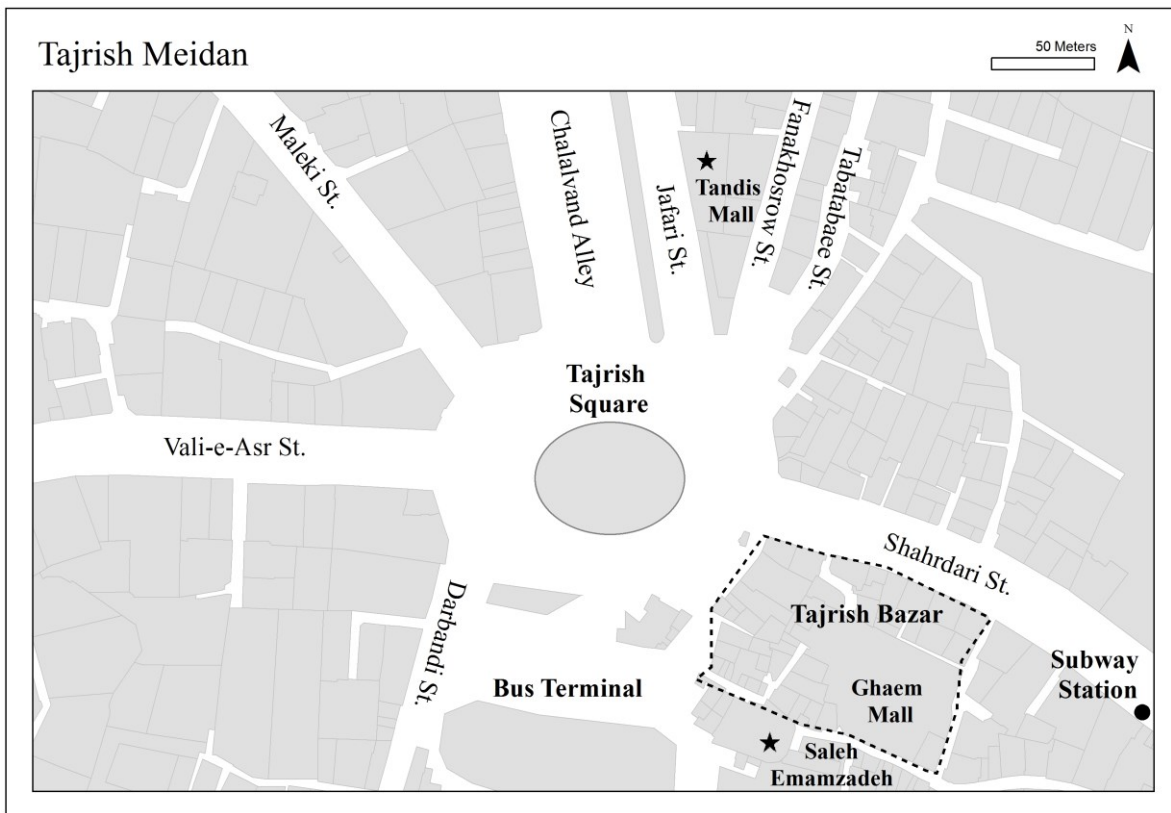 Tajrish Meidan
50 Meters
N
Maleki St.
Chalalvand Alley
Jafari St.
Tandis
Mall
Fanakhosrow St.
Tabatabaee St.
Tajrish
Square
Vali-e-Asr St.
Shahrdari St.
Darbandi St.
Tajrish Bazar
Bus Terminal
Ghaem
Mall
Subway
Station
Saleh
Emamzadeh